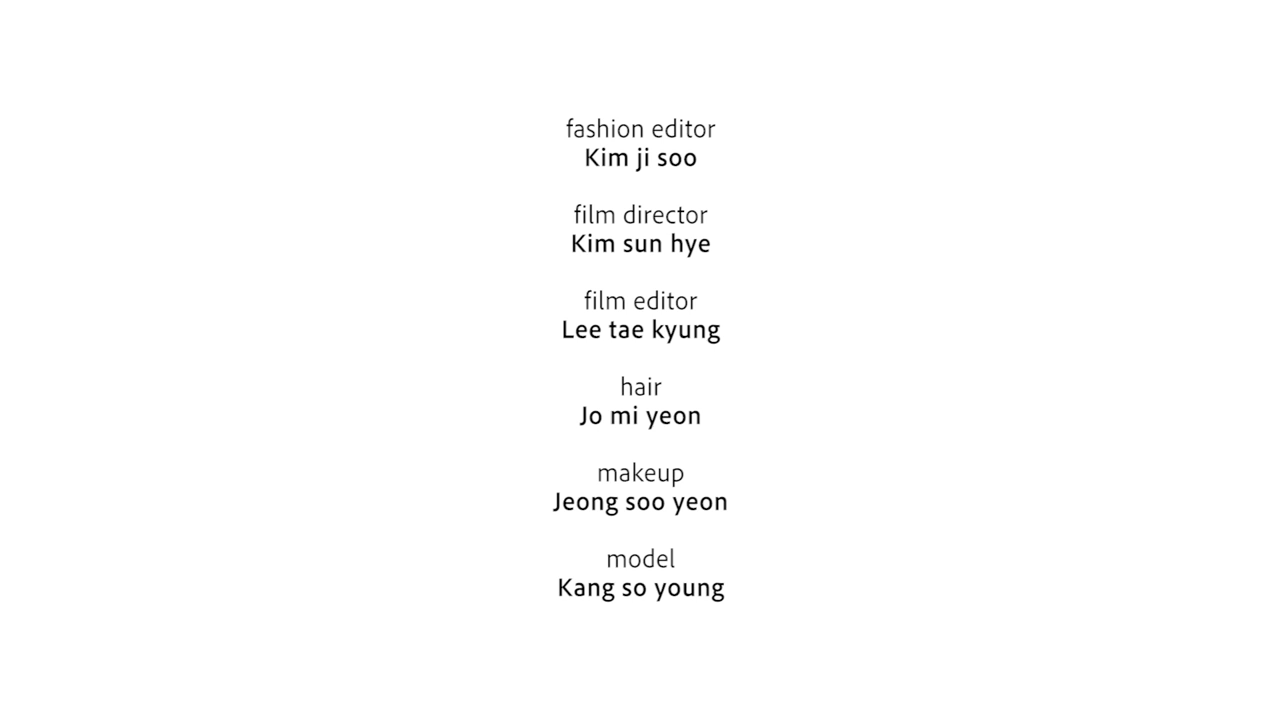 fashion editor
Kim ji soo
film director
Kim sun hye
film editor
Lee tae kyung
hair
Jo mi yeon
makeup
Jeong soo yeon
model
Kang so young